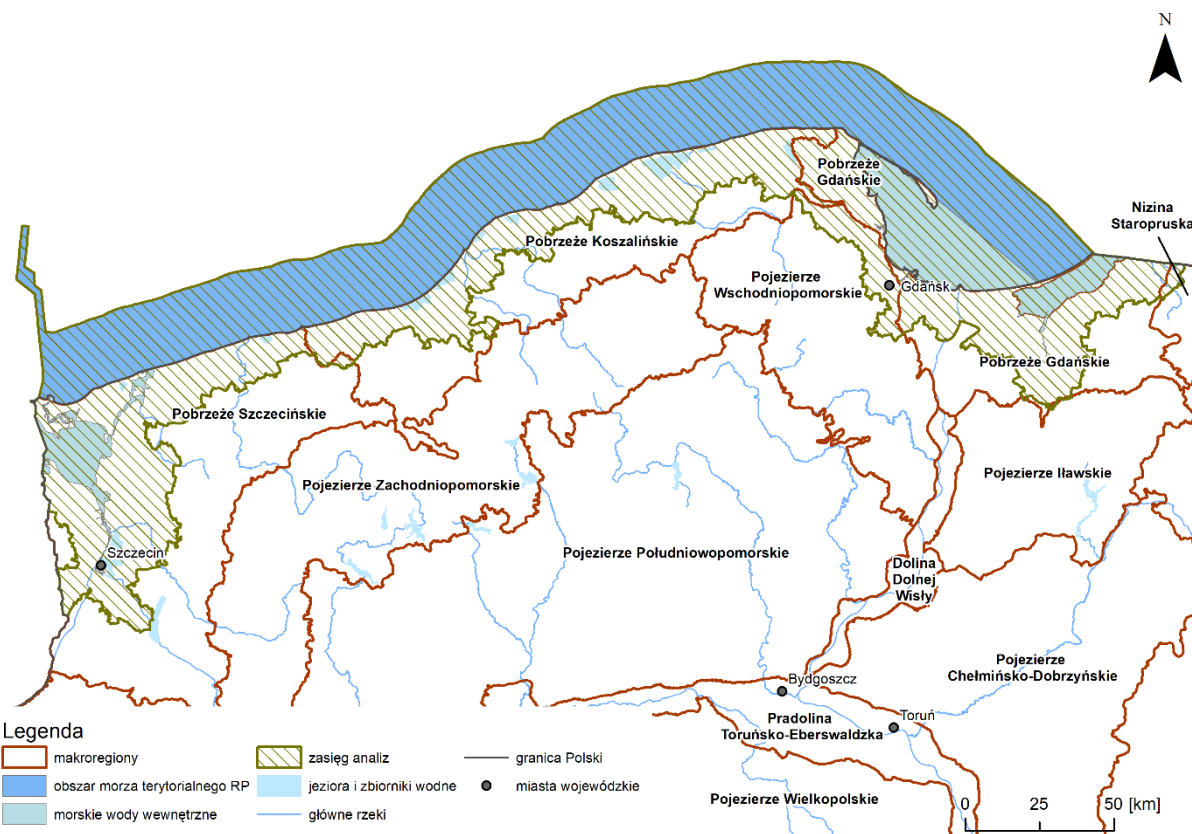 N
Pobrzeże
Gdańskie
Nizina
Staropruska
Pobrzeże Koszalińskie
Pojezierze
Wschodniopomorskie
Gdańsk
Pobrzeże Gdańskie
Pobrzeże Szczecińskie
Pojezierze Zachodniopomorskie
Pojezierze Iławskie
Szczecin
Pojezierze Południowopomorskie
Dolina
Dolnej
Wisły
Pojezierze
Chełmińsko-Dobrzyńskie
Bydgoszcz
Pradolina
Toruńsko-Eberswaldzka
Toruń
Pojezierze Wielkopolskie
0 25 50 [km]
Legenda
makroregiony
zasięg analiz
granica Polski
obszar morza terytorialnego RP
jeziora i zbiorniki wodne
miasta wojewódzkie
morskie wody wewnętrzne
główne rzeki